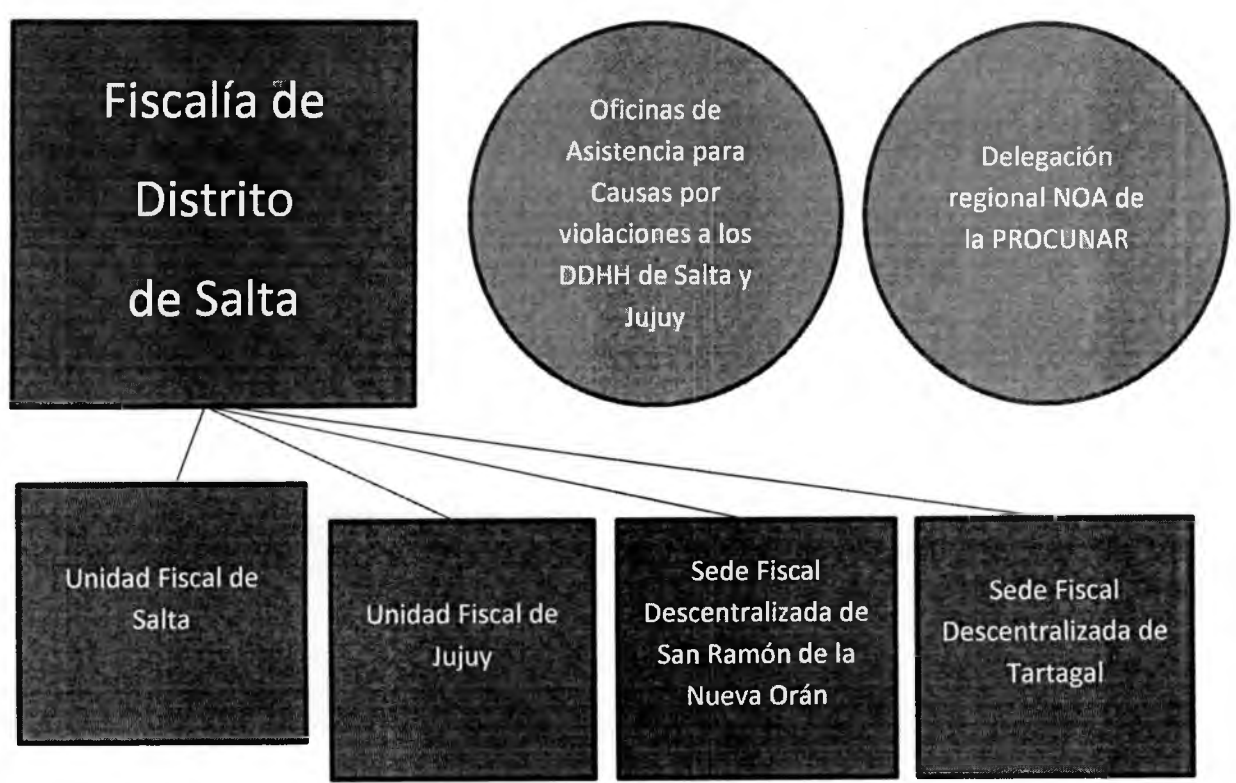 Fiscalía de
Distrito
de Salta
Oficinas de
Asistencia para
Causas por
violaciones a los
DDHH de Salta y
Jujuy
Delegación
regional NOA de
la PROCUNAR
Unidad Fiscal de
Salta
Unidad Fiscal de
Jujuy
Sede Fiscal
Descentralizada de
San Ramón de la
Nueva Orán
Sede Fiscal
Descentralizada de
Tartagal